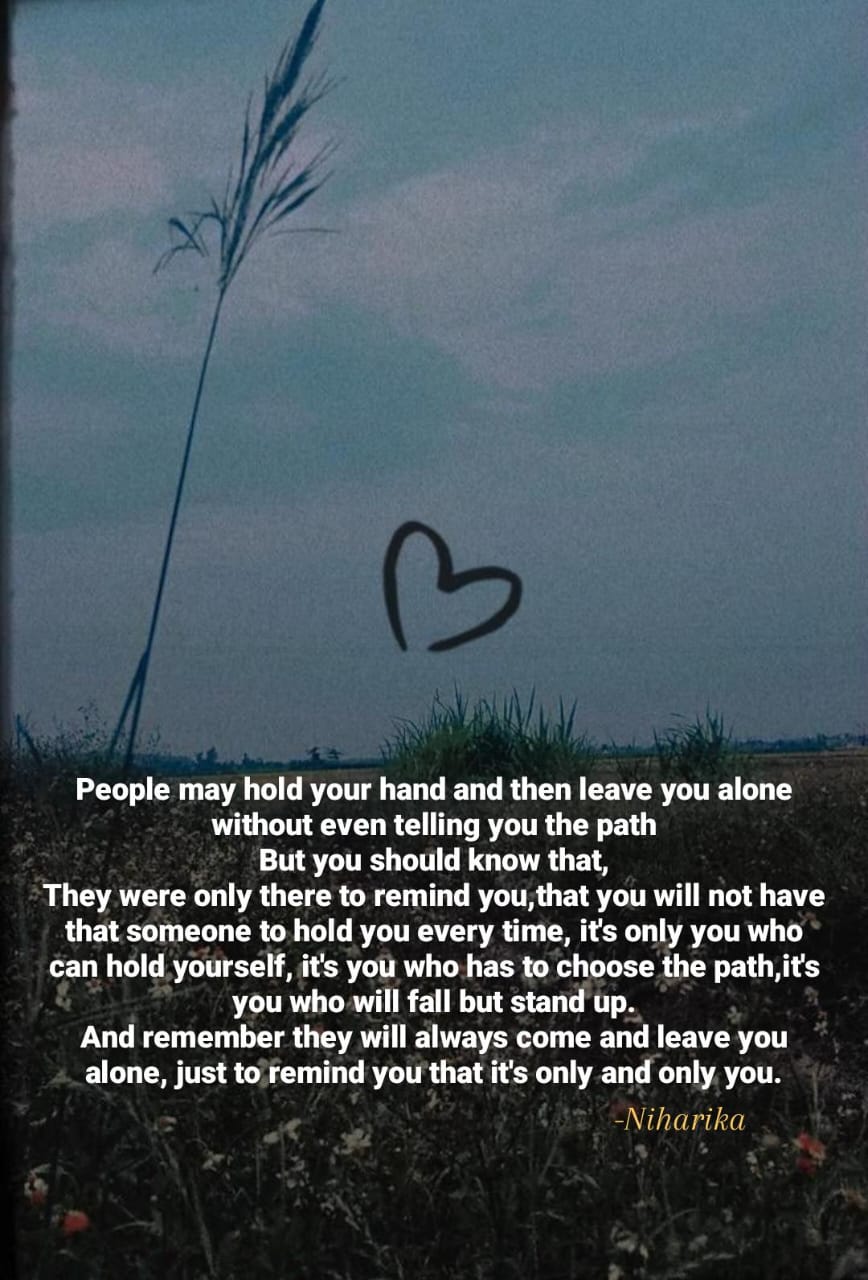 People may hold your hand and then leave you alone
without even telling you the path
But you should know that,
They were only there to remind you,that you will not have
that someone to hold you every time, it's only you who
can hold yourself, it's you who has to choose the path,it's
you who will fall but stand up.
And remember they will always come and leave you
alone, just to remind you that it's only and only you.
-Niharika